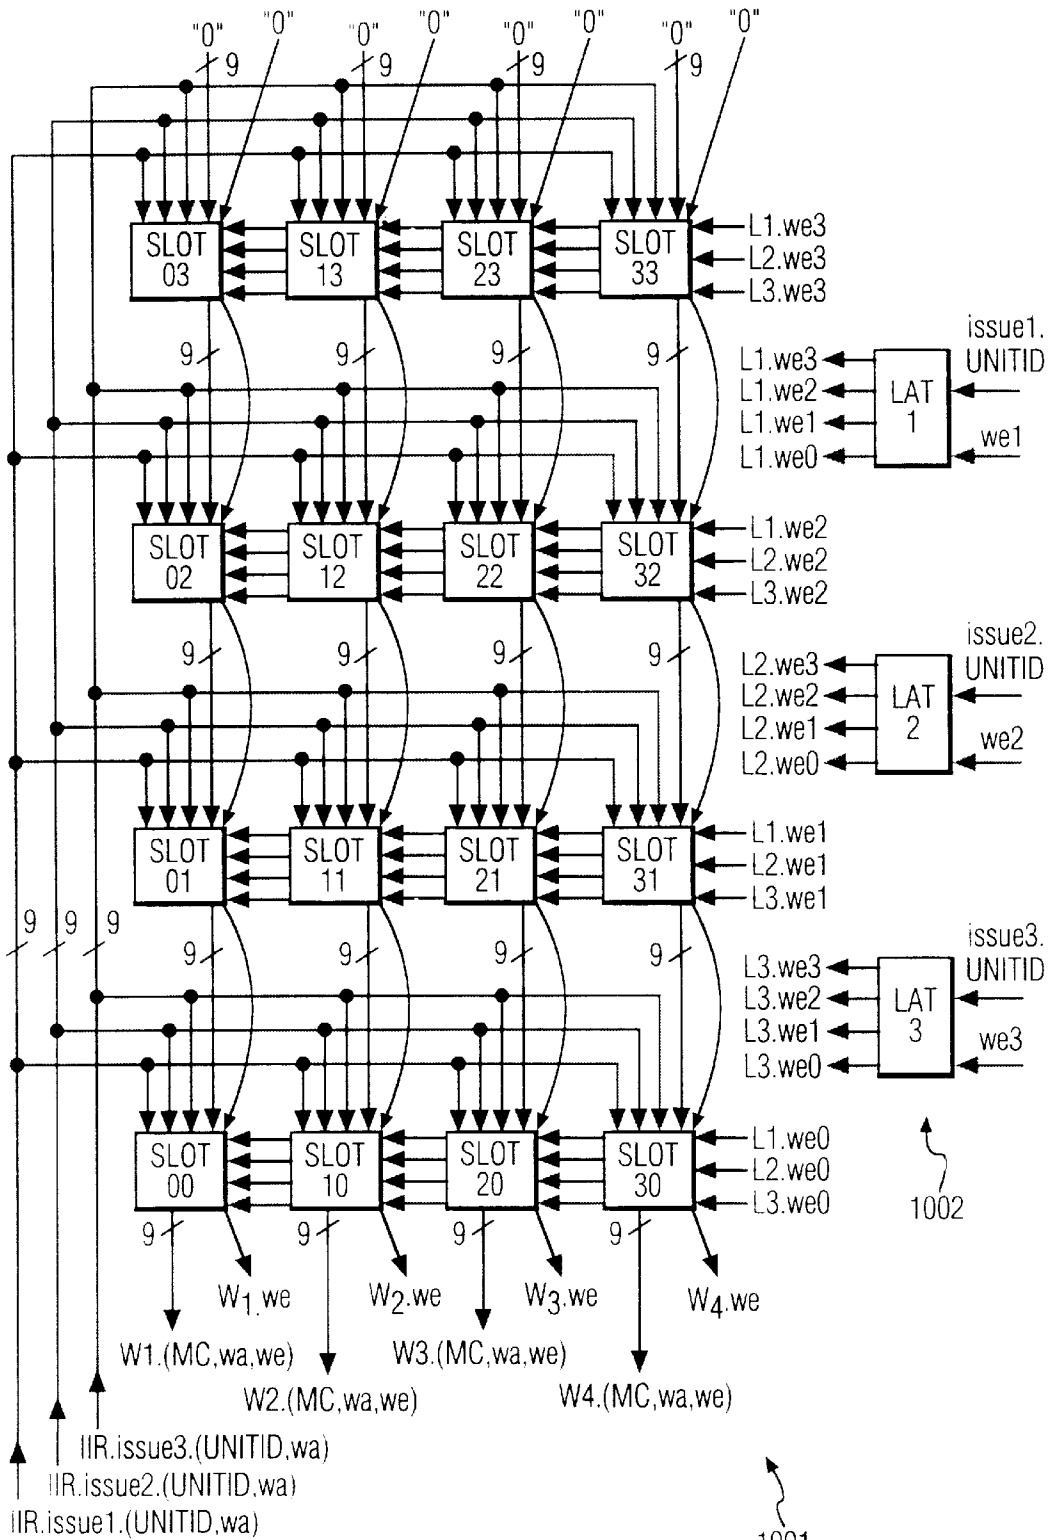 "0" "0" "0" "0" "0" "0" "0" "0"
9 9 9 9
SLOT 03 SLOT 13 SLOT 23 SLOT 33
L1.we3
L2.we3
L3.we3
9 9 9 9
issue1.
UNITID
L1.we3
L1.we2
L1.we1
L1.we0
LAT 1
we1
SLOT 02 SLOT 12 SLOT 22 SLOT 32
L1.we2
L2.we2
L3.we2
9 9 9 9
issue2.
UNITID
L2.we3
L2.we2
L2.we1
L2.we0
LAT 2
we2
SLOT 01 SLOT 11 SLOT 21 SLOT 31
L1.we1
L2.we1
L3.we1
9 9 9
9 9 9 9
issue3.
UNITID
L3.we3
L3.we2
L3.we1
L3.we0
LAT 3
we3
SLOT 00 SLOT 10 SLOT 20 SLOT 30
L1.we0
L2.we0
L3.we0
1002
9 9 9 9
W1.we W2.we W3.we W4.we
W1.(MC,wa,we) W3.(MC,wa,we)
W2.(MC,wa,we) W4.(MC,wa,we)
IIR.issue3.(UNITID,wa)
IIR.issue2.(UNITID,wa)
IIR.issue1.(UNITID,wa)